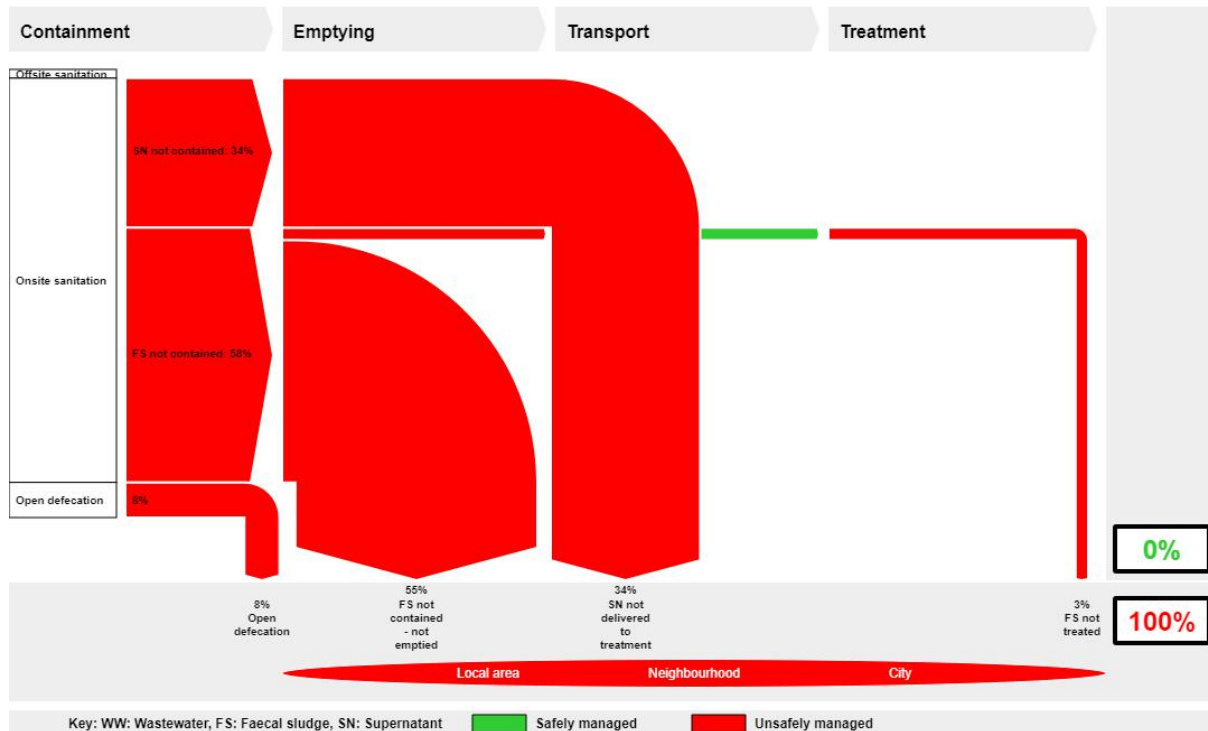 Containment
Emptying
Transport
Treatment
Offsite sanitation
SN not contained: 34%
Onsite sanitation
FS not contained: 58%
Open defecation
8%
0%
8%
Open
defecation
55%
FS not
contained
- not
emptied
34%
SN not
delivered
to
treatment
3%
FS not
treated
100%
Local area
Neighbourhood
City
Key: WW: Wastewater, FS: Faecal sludge, SN: Supernatant
Safely managed
Unsafely managed